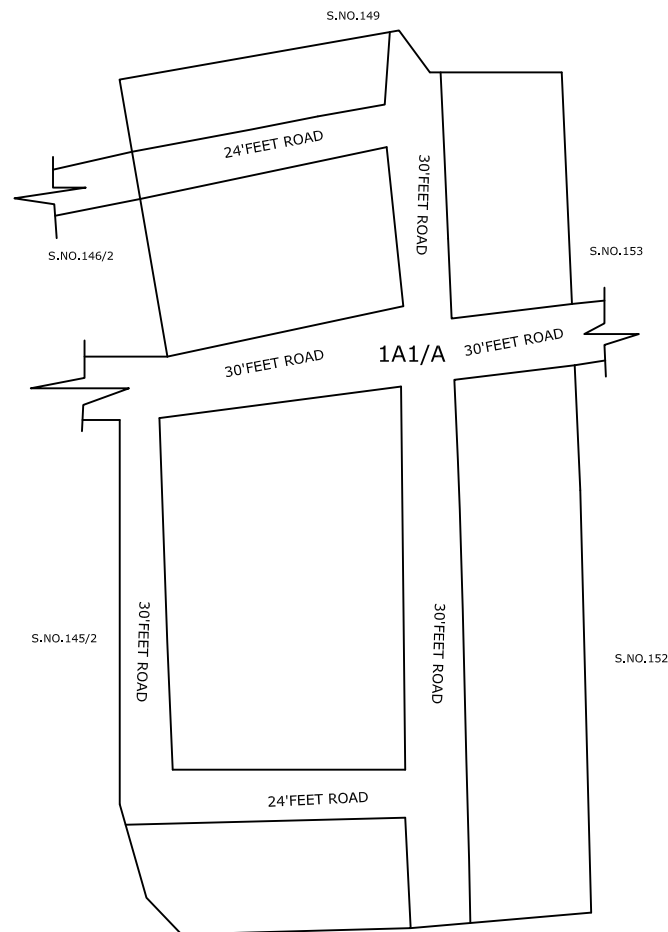 S.NO.149
24'FEET ROAD
30'FEET ROAD
S.NO.146/2
S.NO.153
30'FEET ROAD
1A1/A
30'FEET ROAD
30'FEET ROAD
30'FEET ROAD
S.NO.145/2
S.NO.152
24'FEET ROAD